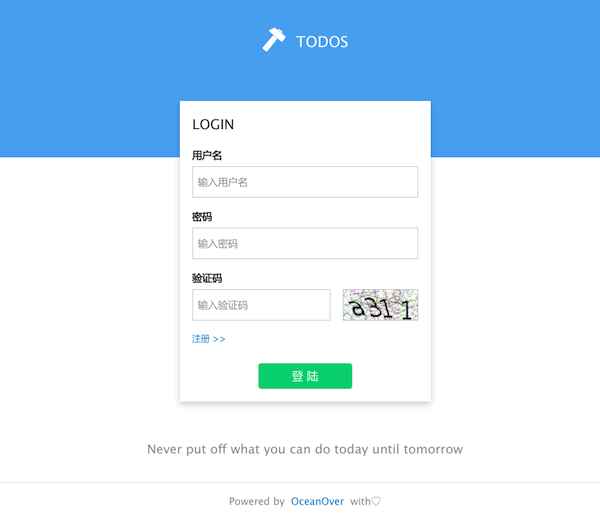 TODOS
LOGIN
用户名
输入用户名
密码
输入密码
验证码
输入验证码
a311
注册 >>
登 陆
Never put off what you can do today until tomorrow
Powered by OceanOver with♡